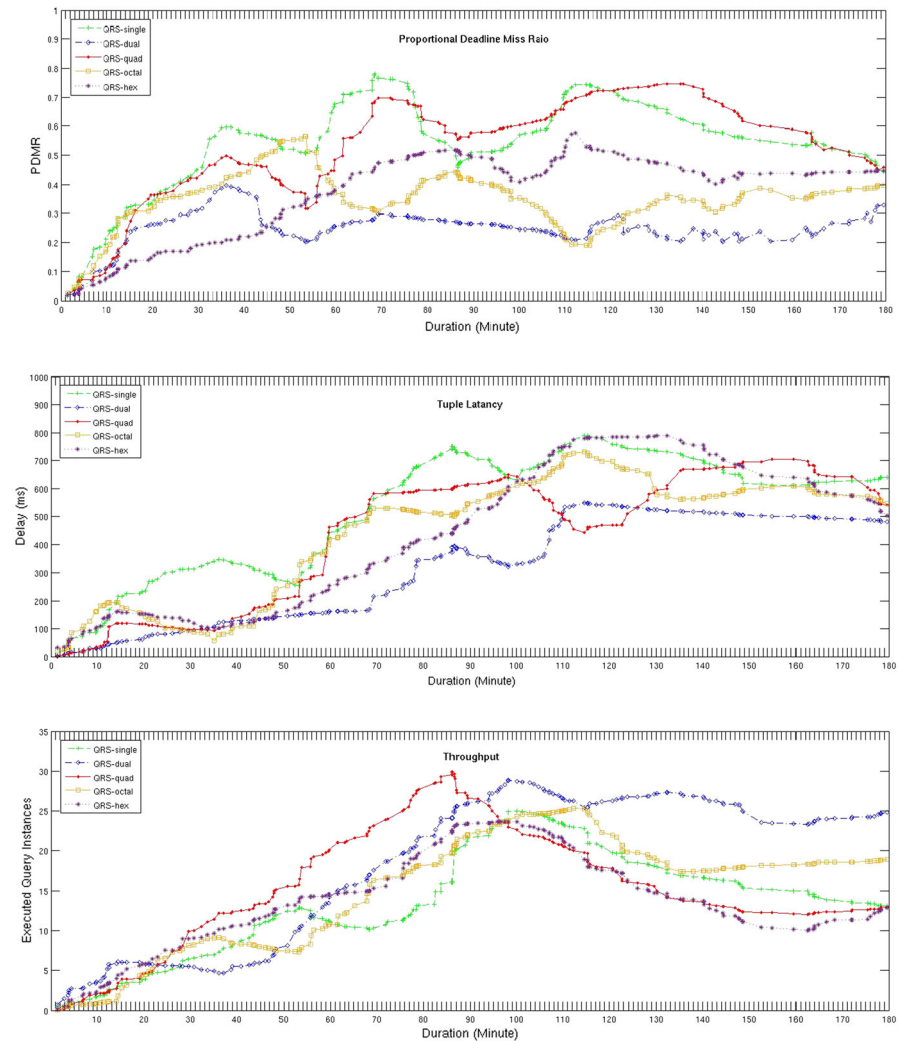 Proportional Deadline Miss Raio
QRS-single
QRS-dual
QRS-quad
QRS-octal
QRS-hex
PDMR
1
0.9
0.8
0.7
0.6
0.5
0.4
0.3
0.2
0.1
0
0 10 20 30 40 50 60 70 80 90 100 110 120 130 140 150 160 170 180
Duration (Minute)
Tuple Latancy
QRS-single
QRS-dual
QRS-quad
QRS-octal
QRS-hex
Delay (ms)
1000
900
800
700
600
500
400
300
200
100
0
10 20 30 40 50 60 70 80 90 100 110 120 130 140 150 160 170 180
Duration (Minute)
Throughput
QRS-single
QRS-dual
QRS-quad
QRS-octal
QRS-hex
Executed Query Instances
35
30
25
20
15
10
5
0
10 20 30 40 50 60 70 80 90 100 110 120 130 140 150 160 170 180
Duration (Minute)